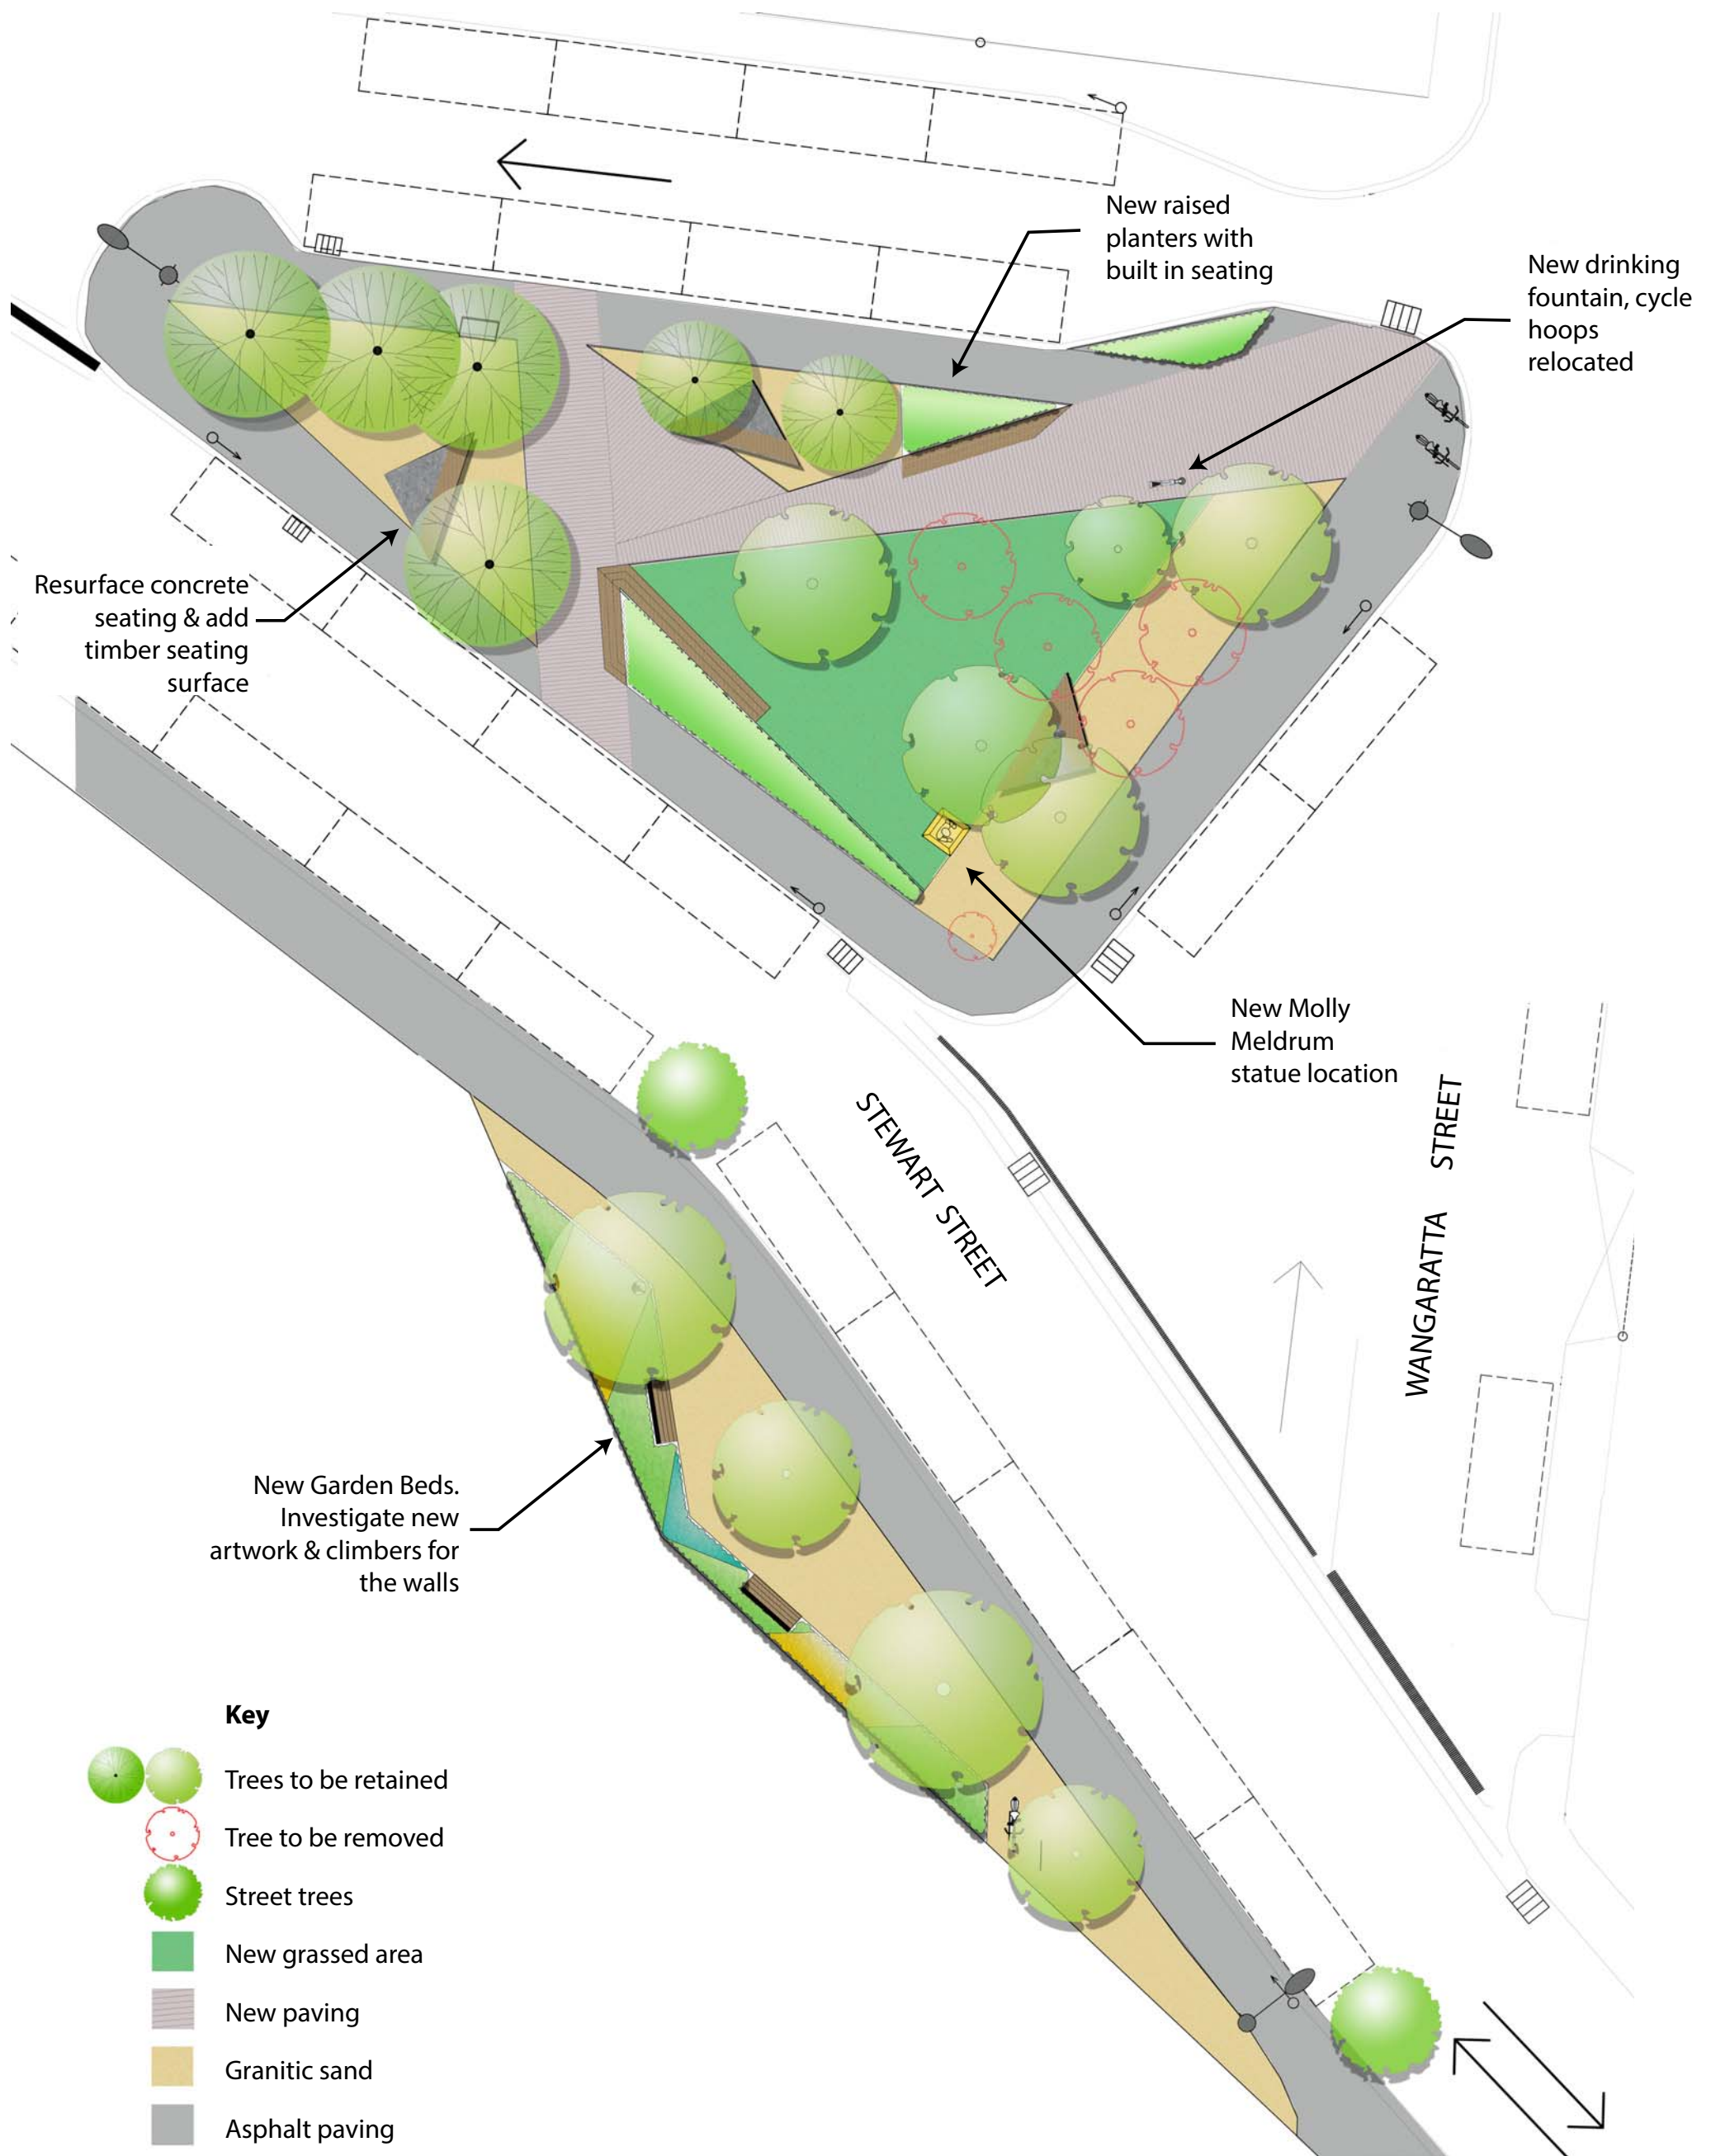 New raised
planters with
built in seating
New drinking
fountain, cycle
hoops
relocated
Resurface concrete
seating & add
timber seating
surface
New Molly
Meldrum
statue location
STEWART STREET
WANGARATTA STREET
New Garden Beds.
Investigate new
artwork & climbers for
the walls
Key
Trees to be retained
Tree to be removed
Street trees
New grassed area
New paving
Granitic sand
Asphalt paving